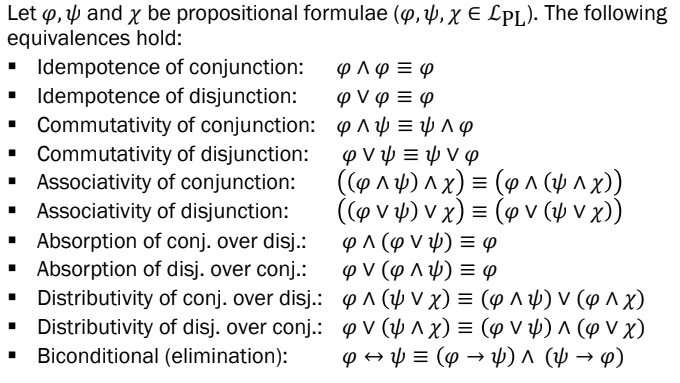 Let φ, ψ and χ be propositional formulae (φ, ψ, χ ∈ ℒPL). The following
equivalences hold:
▪ Idempotence of conjunction: φ ∧ φ ≡ φ
▪ Idempotence of disjunction: φ ∨ φ ≡ φ
▪ Commutativity of conjunction: φ ∧ ψ ≡ ψ ∧ φ
▪ Commutativity of disjunction: φ ∨ ψ ≡ ψ ∨ φ
▪ Associativity of conjunction: ((φ ∧ ψ) ∧ χ) ≡ (φ ∧ (ψ ∧ χ))
▪ Associativity of disjunction: ((φ ∨ ψ) ∨ χ) ≡ (φ ∨ (ψ ∨ χ))
▪ Absorption of conj. over disj.: φ ∧ (φ ∨ ψ) ≡ φ
▪ Absorption of disj. over conj.: φ ∨ (φ ∧ ψ) ≡ φ
▪ Distributivity of conj. over disj.: φ ∧ (ψ ∨ χ) ≡ (φ ∧ ψ) ∨ (φ ∧ χ)
▪ Distributivity of disj. over conj.: φ ∨ (ψ ∧ χ) ≡ (φ ∨ ψ) ∧ (φ ∨ χ)
▪ Biconditional (elimination): φ ↔ ψ ≡ (φ → ψ) ∧ (ψ → φ)